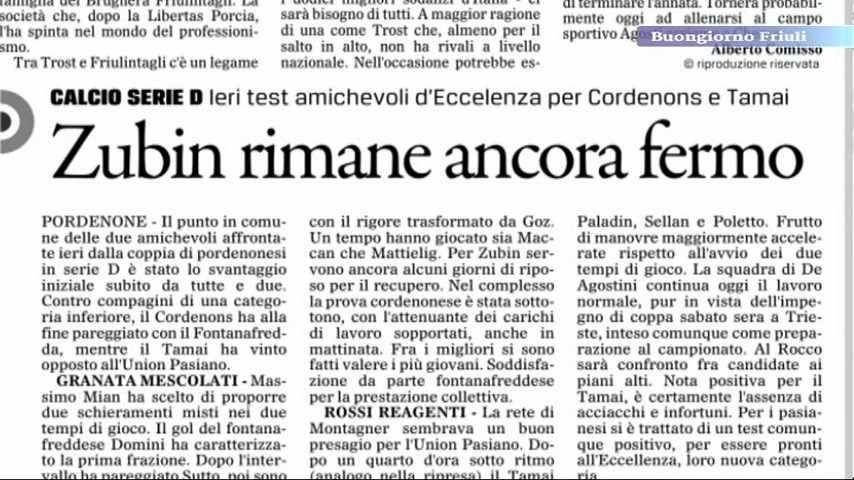 famiglia del Brugnera Friulintagli. La
società che, dopo la Libertas Porcia,
l'ha spinta nel mondo del professioni-
smo.
Tra Trost e Friulintagli c'è un legame
sarà bisogno di tutti. A maggior ragione
di una come Trost che, almeno per il
salto in alto, non ha rivali a livello
nazionale. Nell'occasione potrebbe es-
di terminare l'annata. Tornerà probabil-
mente oggi ad allenarsi al campo
sportivo
Buongiorno Friuli
Alberto Comisso
© riproduzione riservata
CALCIO SERIE D Ieri test amichevoli d'Eccelenza per Cordenons e Tamai
Zubin rimane ancora fermo
PORDENONE - Il punto in comu-
ne delle due amichevoli affronta-
te ieri dalla coppia di pordenonesi
in serie D è stato lo svantaggio
iniziale subito da tutte e due.
Contro compagini di una catego-
ria inferiore, il Cordenons ha alla
fine pareggiato con il Fontanafred-
da, mentre il Tamai ha vinto
opposto all'Union Pasiano.
GRANATA MESCOLATI - Mas-
simo Mian ha scelto di proporre
due schieramenti misti nei due
tempi di gioco. Il gol del fontana-
freddese Domini ha caratterizza-
to la prima frazione. Dopo l'inter-
vallo ha pareggiato Sutto, poi sono
con il rigore trasformato da Goz.
Un tempo hanno giocato sia Mac-
can che Mattielig. Per Zubin ser-
vono ancora alcuni giorni di ripo-
so per il recupero. Nel complesso
la prova cordenonese è stata sotto-
tono, con l'attenuante dei carichi
di lavoro sopportati, anche in
mattinata. Fra i migliori si sono
fatti valere i più giovani. Soddisfa-
zione da parte fontanafreddese
per la prestazione collettiva.
ROSSI REAGENTI - La rete di
Montagner sembrava un buon
presagio per l'Union Pasiano. Do-
po un quarto d'ora sotto ritmo
(analogo nella ripresa) il Tamai
Paladin, Sellan e Poletto. Frutto
di manovre maggiormente accele-
rate rispetto all'avvio dei due
tempi di gioco. La squadra di De
Agostini continua oggi il lavoro
normale, pur in vista dell'impe-
gno di coppa sabato sera a Trie-
ste, inteso comunque come prepa-
razione al campionato. Al Rocco
sarà confronto fra candidate ai
piani alti. Nota positiva per il
Tamai, è certamente l'assenza di
acciacchi e infortuni. Per i pasia-
nesi si è trattato di un test comun-
que positivo, per essere pronti
all'Eccellenza, loro nuova catego-
ria.